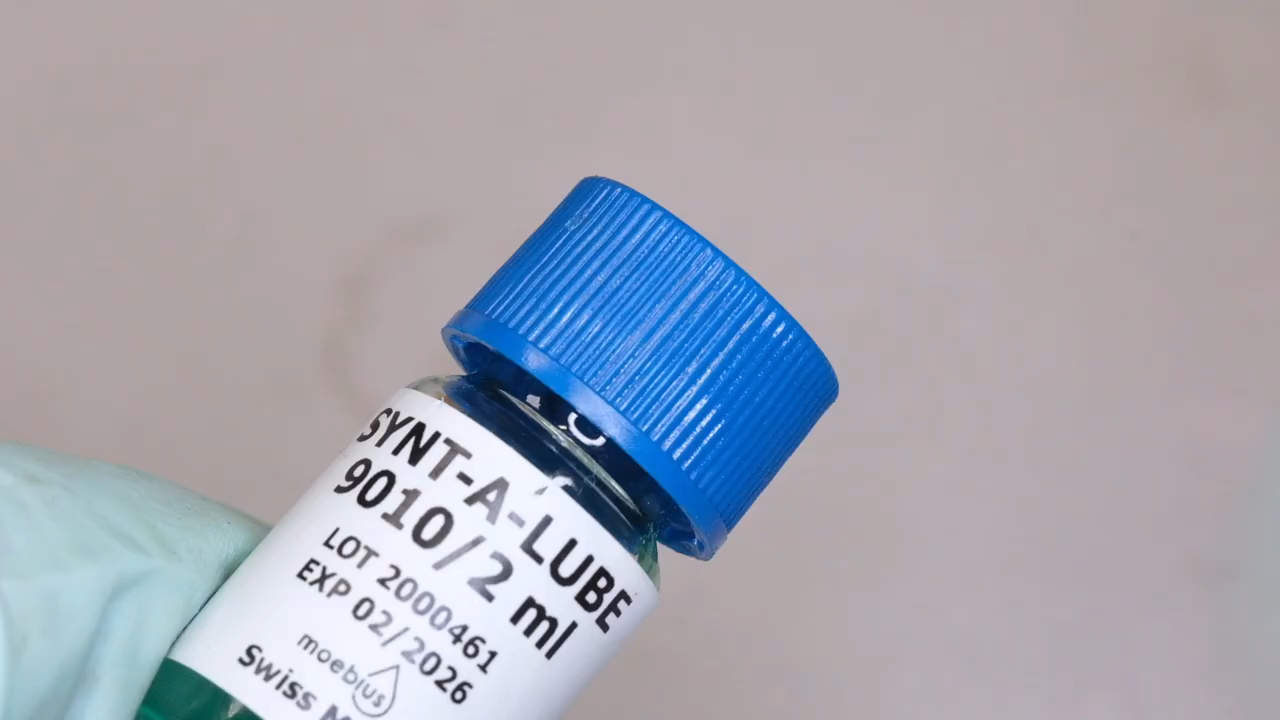 SYNT-A-LUBE
9010/2 ml
LOT 2000461
EXP 02/2026
moebius
Swiss